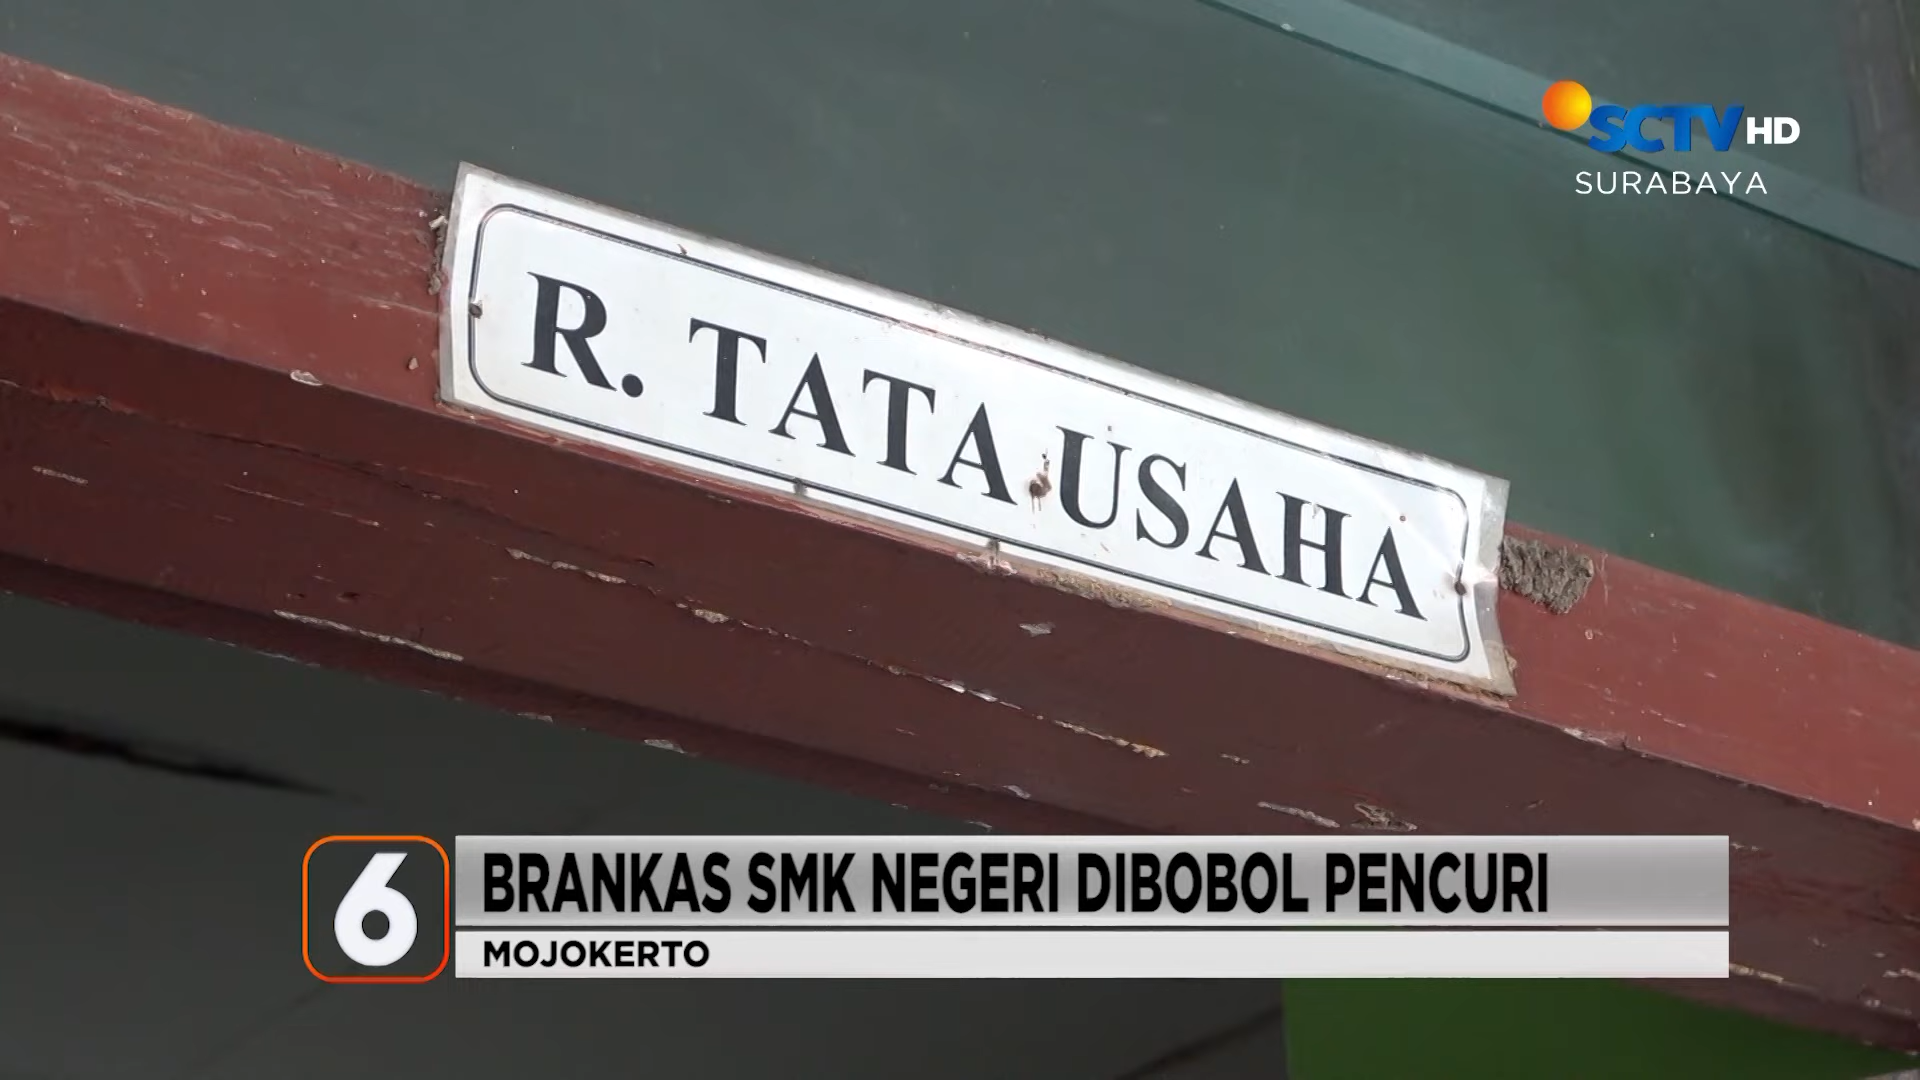 SCTV HD
SURABAYA
R. TATA USAHA
6
BRANKAS SMK NEGERI DIBOBOL PENCURI
MOJOKERTO